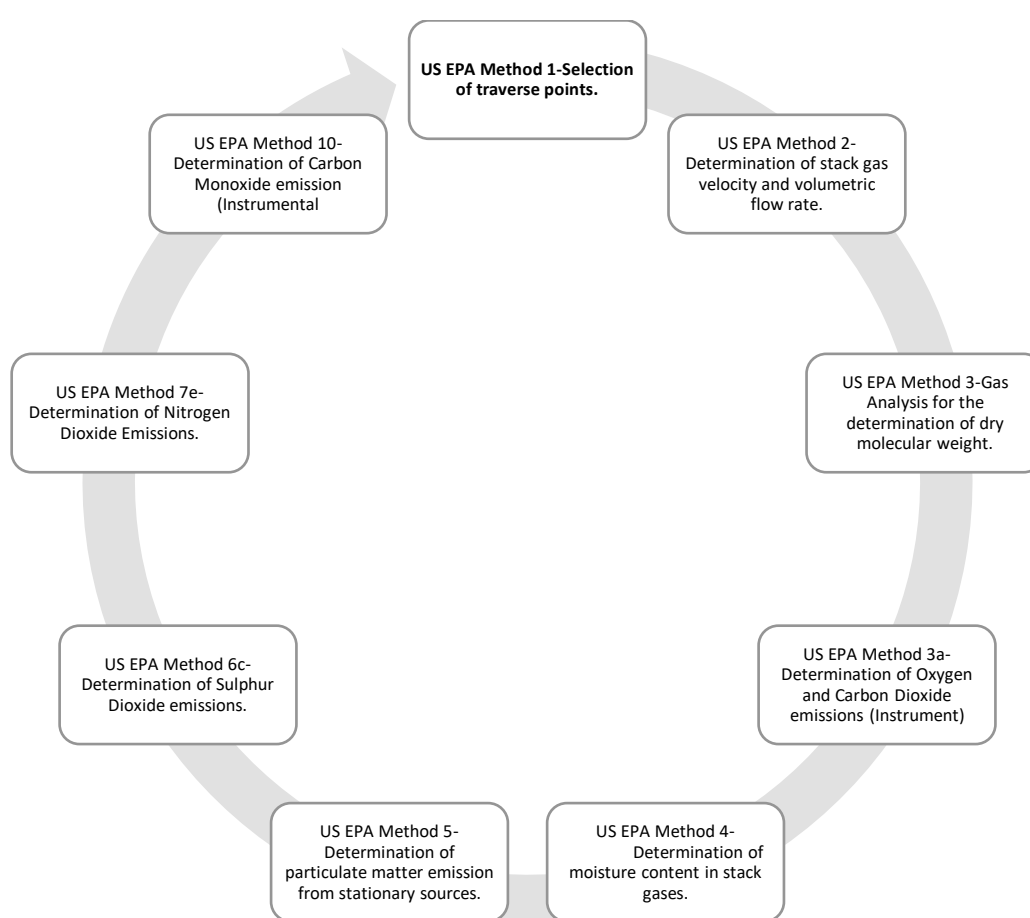 US EPA Method 1-Selection
of traverse points.
US EPA Method 2-
Determination of stack gas
velocity and volumetric
flow rate.
US EPA Method 3-Gas
Analysis for the
determination of dry
molecular weight.
US EPA Method 3a-
Determination of Oxygen
and Carbon Dioxide
emissions (Instrument)
US EPA Method 4-
Determination of
moisture content in stack
gases.
US EPA Method 5-
Determination of
particulate matter emission
from stationary sources.
US EPA Method 6c-
Determination of Sulphur
Dioxide emissions.
US EPA Method 7e-
Determination of Nitrogen
Dioxide Emissions.
US EPA Method 10-
Determination of Carbon
Monoxide emission
(Instrumental